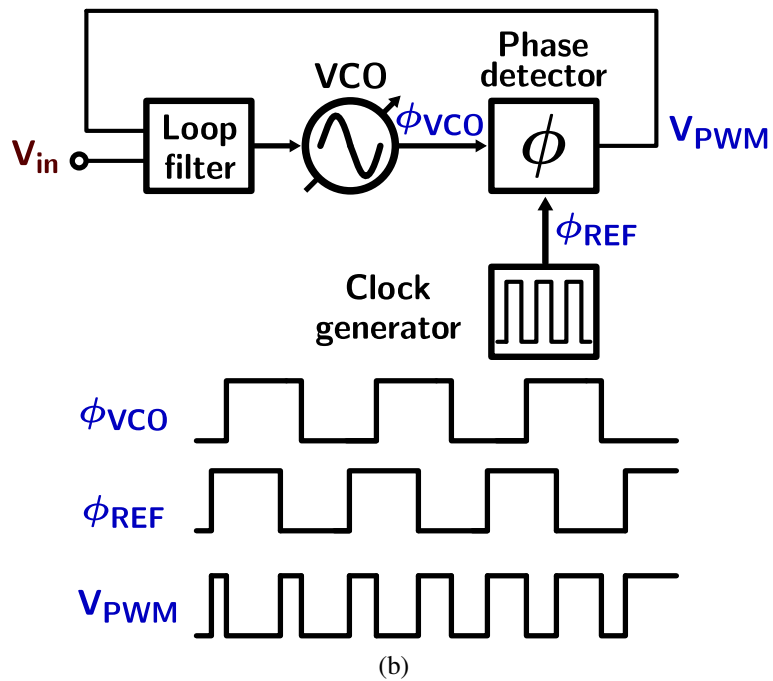 Phase
VCO
detector
ϕVCO
Loop
filter
Vin
ϕ
VPWM
ϕREF
Clock
generator
ϕVCO
ϕREF
VPWM
(b)